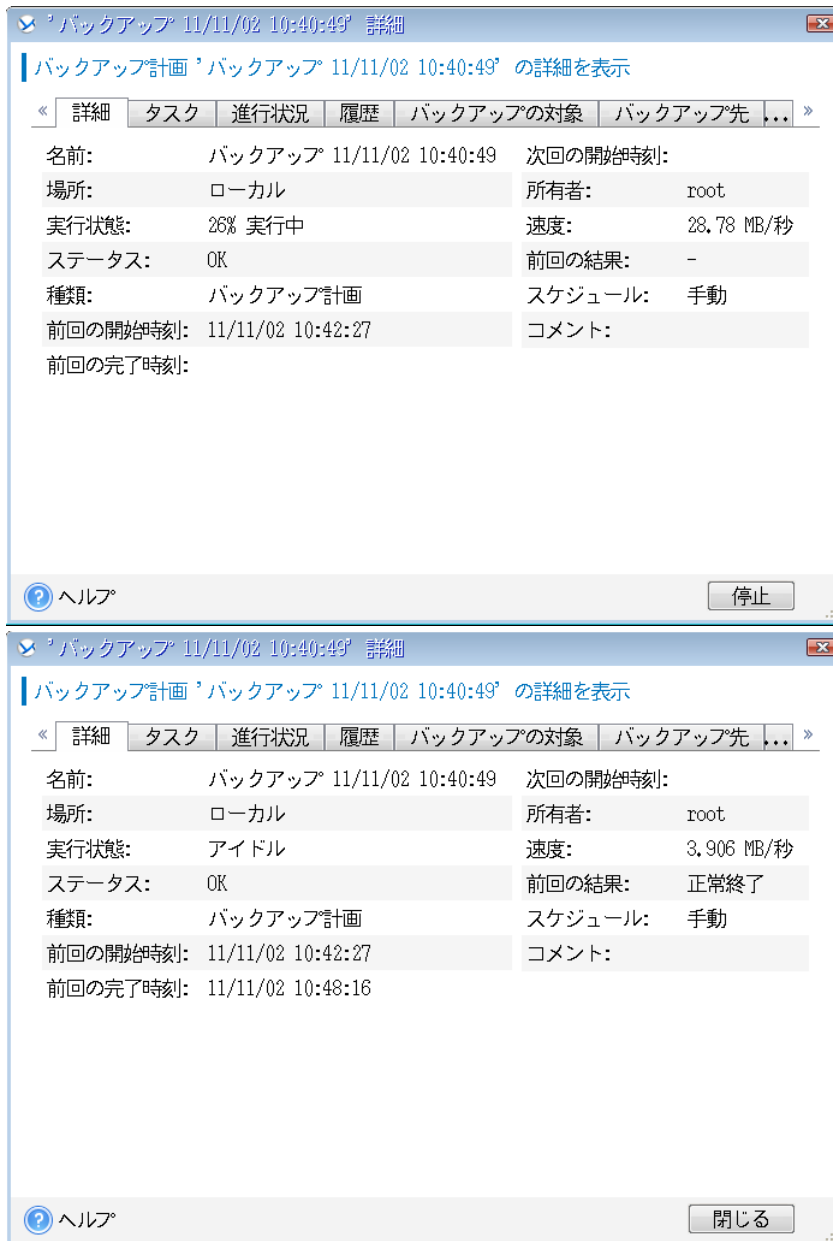 'バックアップ 11/11/02 10:40:49' 詳細
バックアップ計画 'バックアップ 11/11/02 10:40:49' の詳細を表示
« 詳細 タスク 進行状況 履歴 バックアップの対象 バックアップ先 ... »
名前: バックアップ 11/11/02 10:40:49 次回の開始時刻:
場所: ローカル 所有者: root
実行状態: 26% 実行中 速度: 28.78 MB/秒
ステータス: OK 前回の結果: -
種類: バックアップ計画 スケジュール: 手動
前回の開始時刻: 11/11/02 10:42:27 コメント:
前回の完了時刻:
? ヘルプ 停止
'バックアップ 11/11/02 10:40:49' 詳細
バックアップ計画 'バックアップ 11/11/02 10:40:49' の詳細を表示
« 詳細 タスク 進行状況 履歴 バックアップの対象 バックアップ先 ... »
名前: バックアップ 11/11/02 10:40:49 次回の開始時刻:
場所: ローカル 所有者: root
実行状態: アイドル 速度: 3.906 MB/秒
ステータス: OK 前回の結果: 正常終了
種類: バックアップ計画 スケジュール: 手動
前回の開始時刻: 11/11/02 10:42:27 コメント:
前回の完了時刻: 11/11/02 10:48:16
? ヘルプ 閉じる